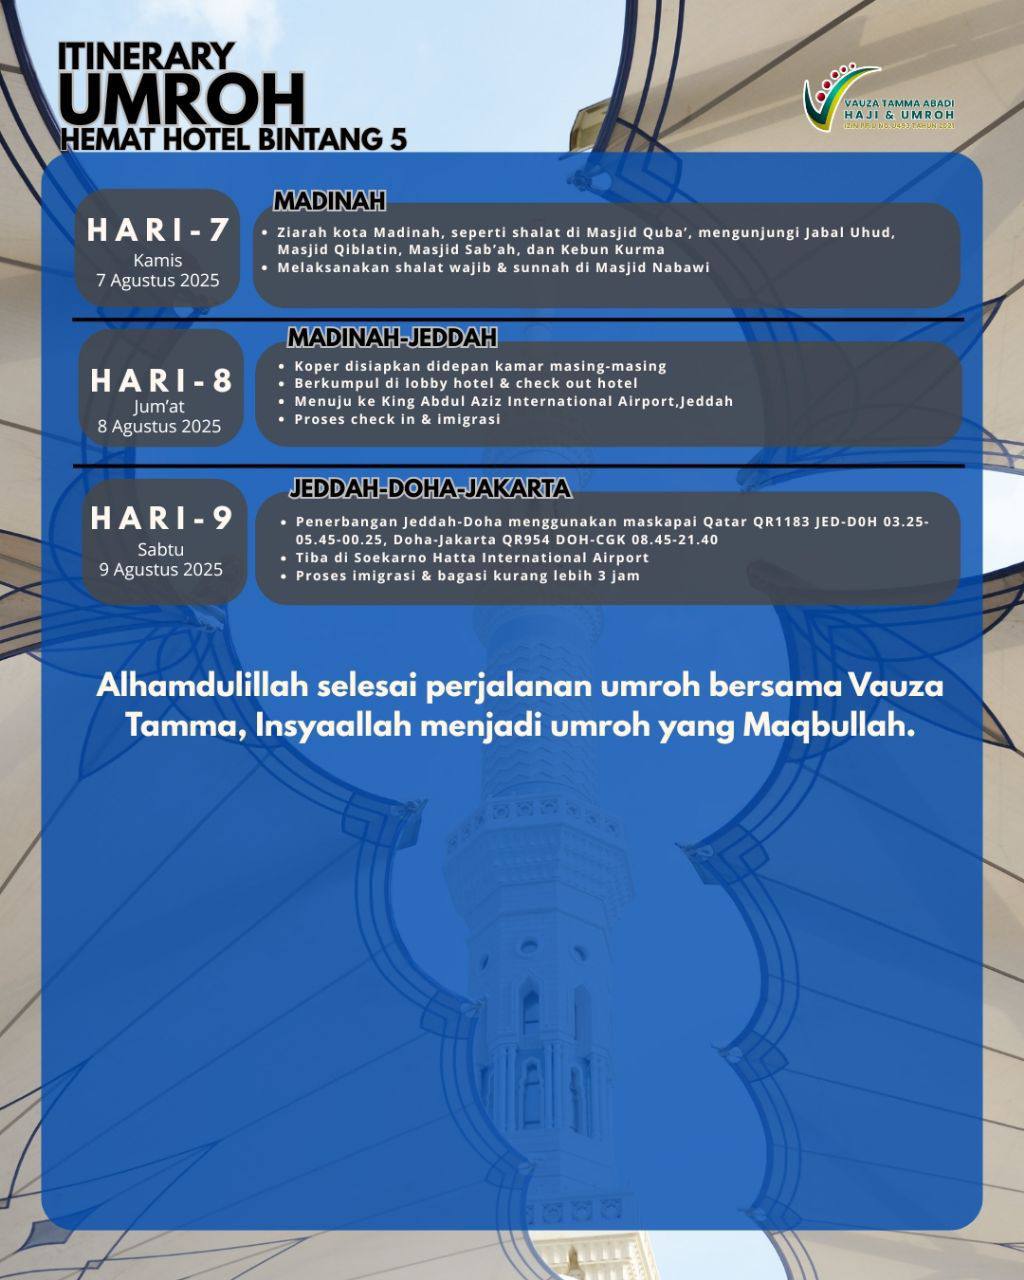 ITINERARY
UMROH
HEMAT HOTEL BINTANG 5
VAUZA TAMMA ABADI
HAJI & UMROH
HARI-7
Kamis
7 Agustus 2025
MADINAH
• Ziarah kota Madinah, seperti shalat di Masjid Quba’, mengunjungi Jabal Uhud,
Masjid Qiblatin, Masjid Sab’ah, dan Kebun Kurma
• Melaksanakan shalat wajib & sunnah di Masjid Nabawi
HARI-8
Jum’at
8 Agustus 2025
MADINAH-JEDDAH
• Koper disiapkan didepan kamar masing-masing
• Berkumpul di lobby hotel & check out hotel
• Menuju ke King Abdul Aziz International Airport,Jeddah
• Proses check in & imigrasi
HARI-9
Sabtu
9 Agustus 2025
JEDDAH-DOHA-JAKARTA
• Penerbangan Jeddah-Doha menggunakan maskapai Qatar QR1183 JED-D0H 03.25-
05.45-00.25, Doha-Jakarta QR954 DOH-CGK 08.45-21.40
• Tiba di Soekarno Hatta International Airport
• Proses imigrasi & bagasi kurang lebih 3 jam
Alhamdulillah selesai perjalanan umroh bersama Vauza
Tamma, Insyaallah menjadi umroh yang Maqbullah.